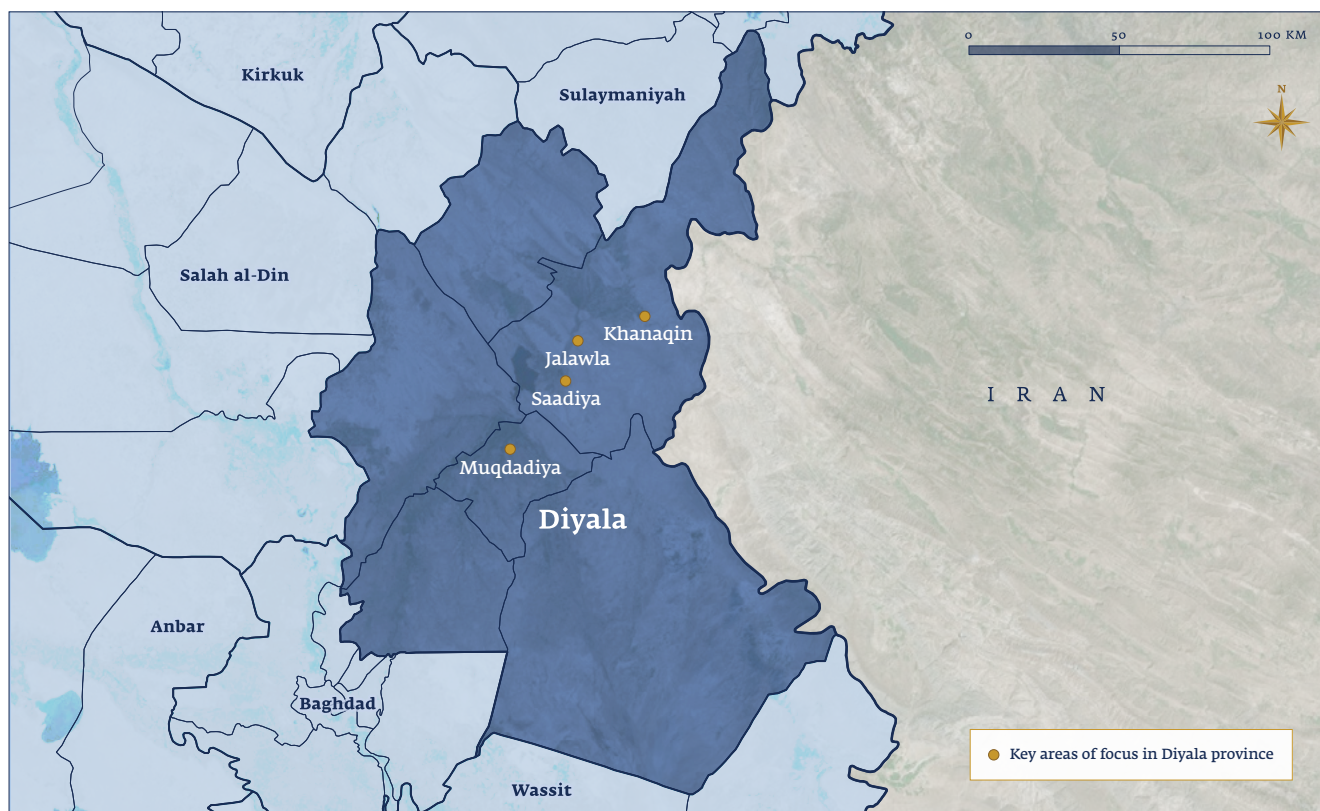 0 50 100 KM
Kirkuk
Sulaymaniyah
N
Salah al-Din
Khanaqin
Jalawla
Saadiya
I R A N
Muqdadiya
Diyala
Anbar
Baghdad
Key areas of focus in Diyala province
Wassit